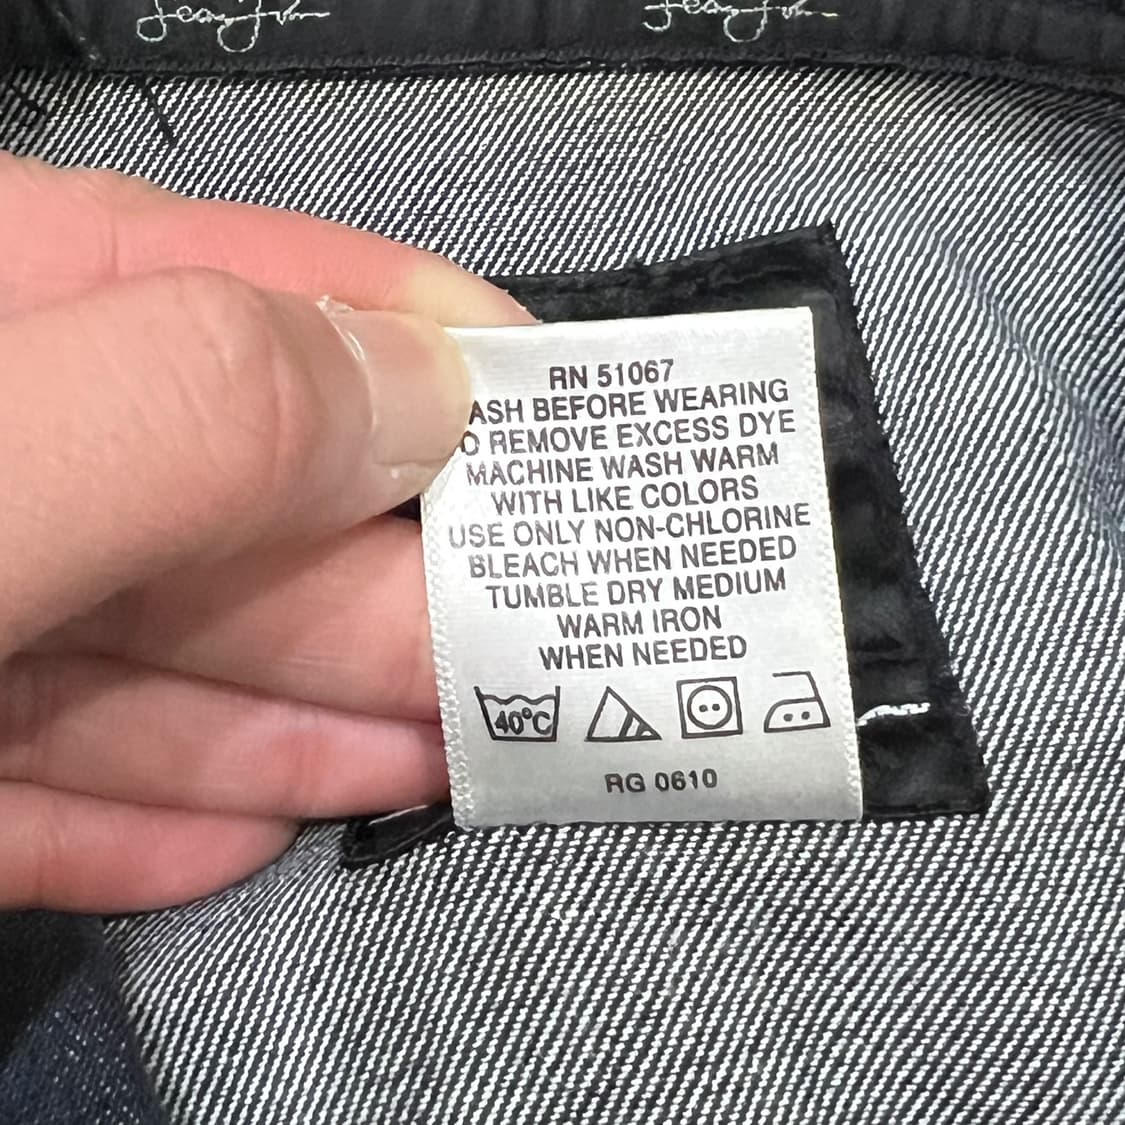 RN 51067
ASH BEFORE WEARING
O REMOVE EXCESS DYE
MACHINE WASH WARM
WITH LIKE COLORS
USE ONLY NON-CHLORINE
BLEACH WHEN NEEDED
TUMBLE DRY MEDIUM
WARM IRON
WHEN NEEDED
40°C
RG 0610